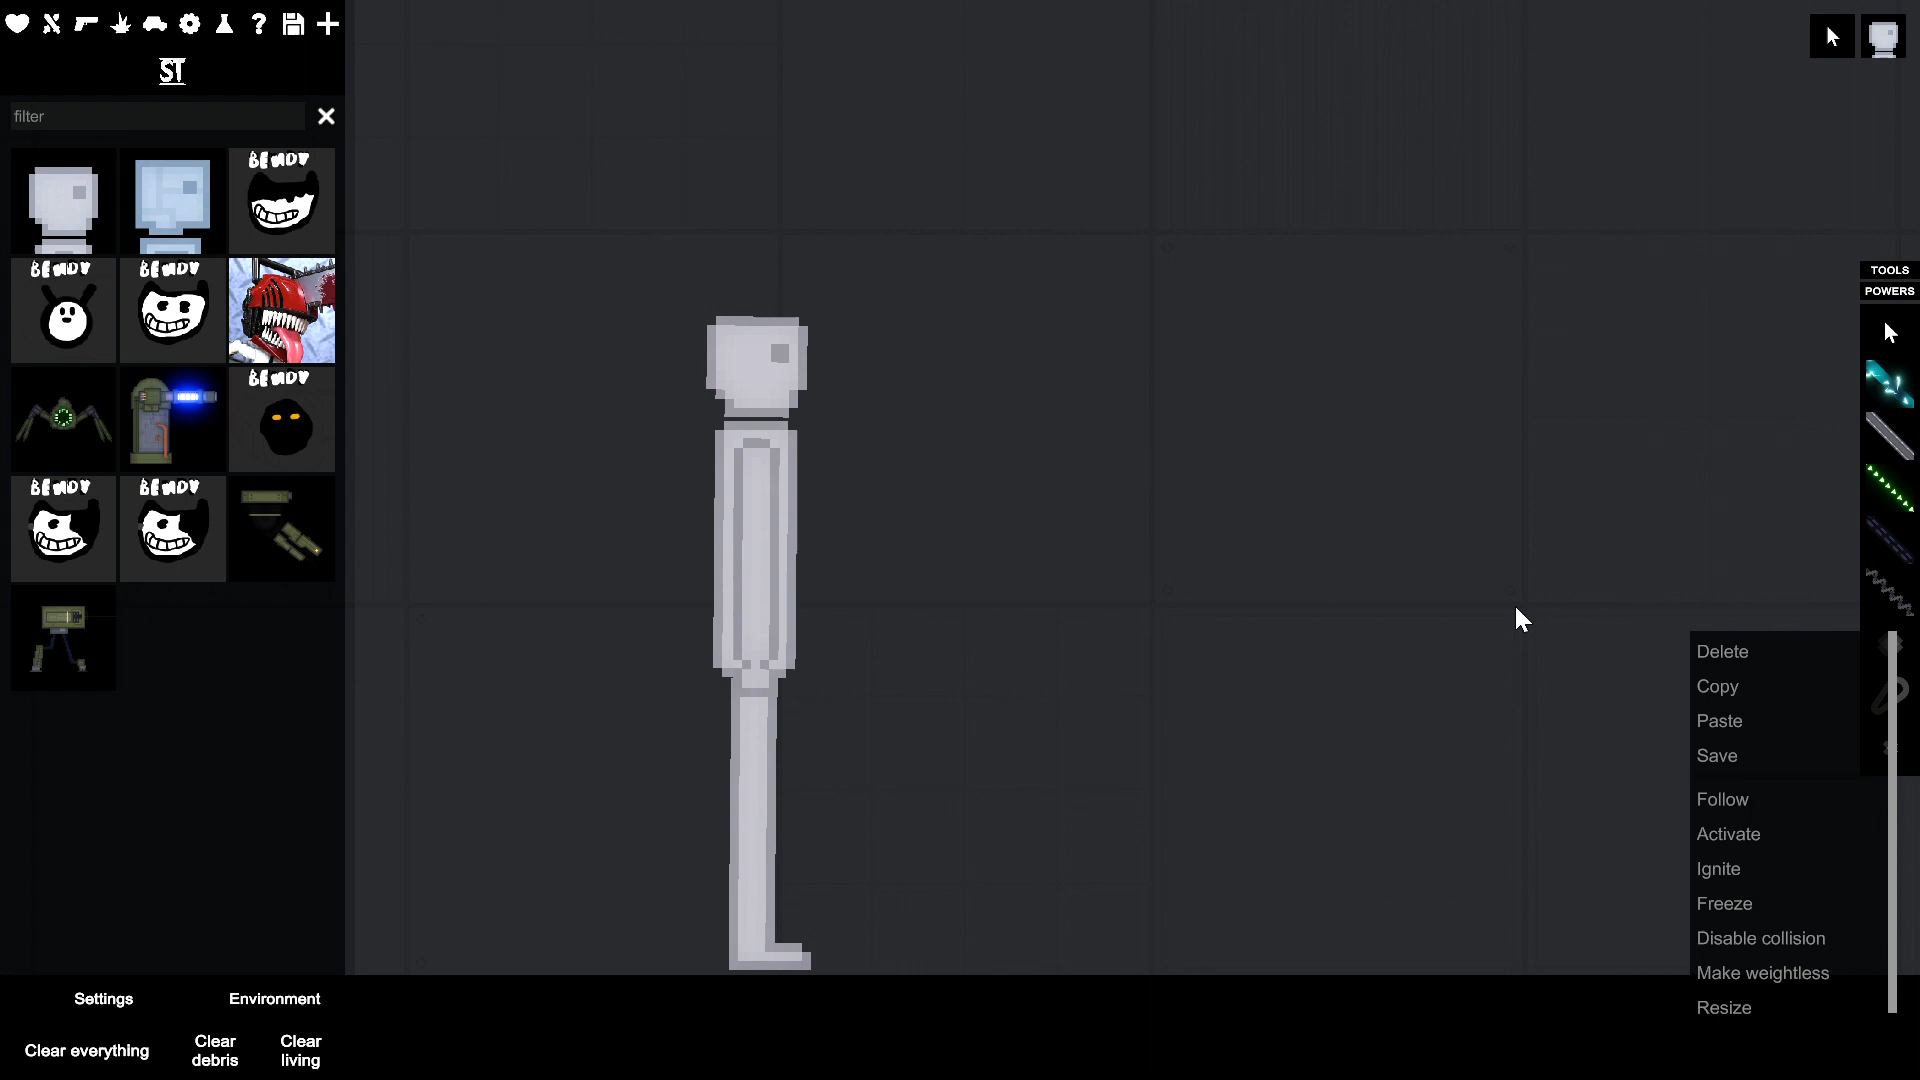 ST
filter
BENDY
BENDY
BENDY
BENDY
BENDY
BENDY
TOOLS
POWERS
Delete
Copy
Paste
Save
Follow
Activate
Ignite
Freeze
Disable collision
Make weightless
Resize
Settings
Environment
Clear everything
Clear
debris
Clear
living